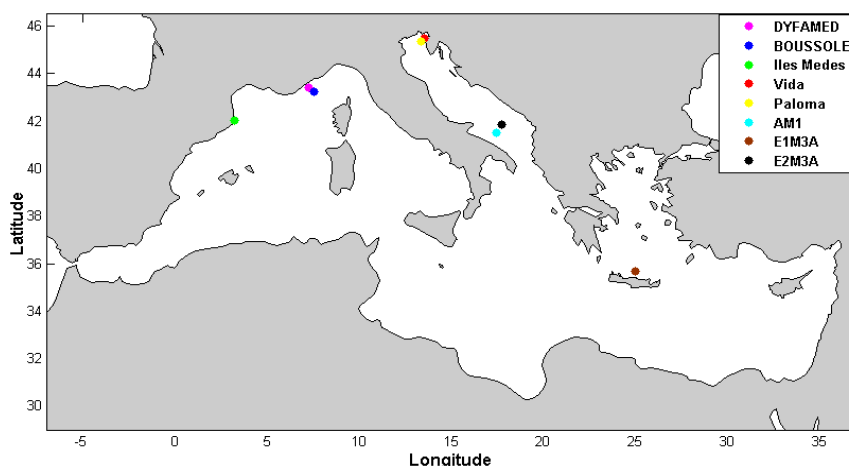 DYFAMED
BOUSSOLE
Iles Medes
Vida
Paloma
AM1
E1M3A
E2M3A
Latitude
46
44
42
40
38
36
34
32
30
-5
0
5
10
15
20
25
30
35
Longitude